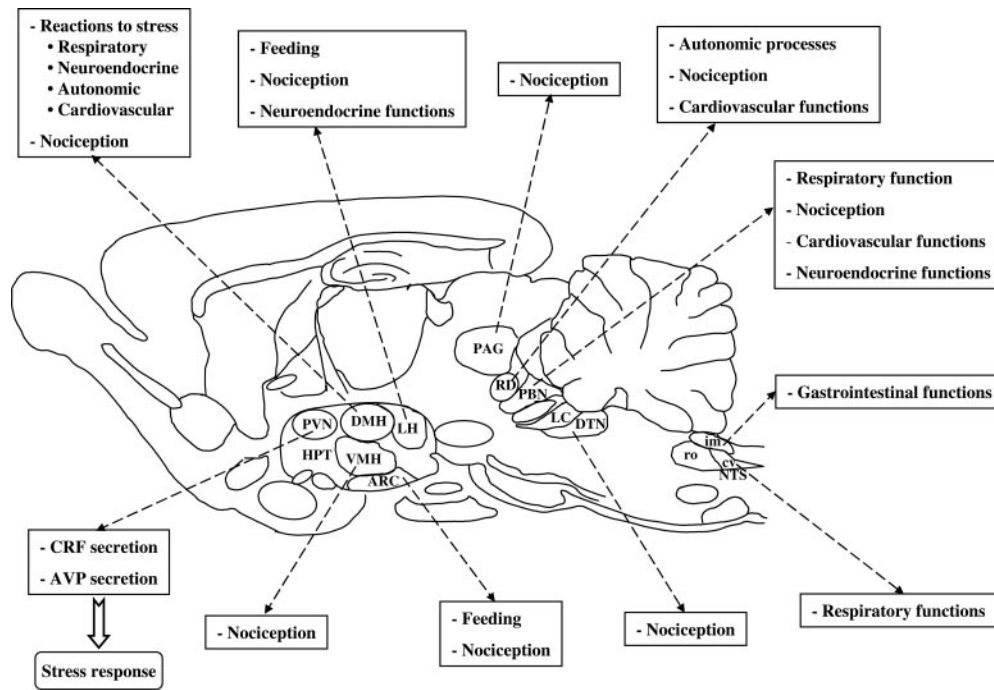 - Reactions to stress
• Respiratory
• Neuroendocrine
• Autonomic
• Cardiovascular
- Nociception
- Feeding
- Nociception
- Neuroendocrine functions
- Nociception
- Autonomic processes
- Nociception
- Cardiovascular functions
- Respiratory function
- Nociception
- Cardiovascular functions
- Neuroendocrine functions
PAG
RD
PBN
LC
DTN
PVN
DMH
LH
HPT
VMH
ARC
im
ro
cv
NTS
- Gastrointestinal functions
- CRF secretion
- AVP secretion
Stress response
- Nociception
- Feeding
- Nociception
- Nociception
- Respiratory functions